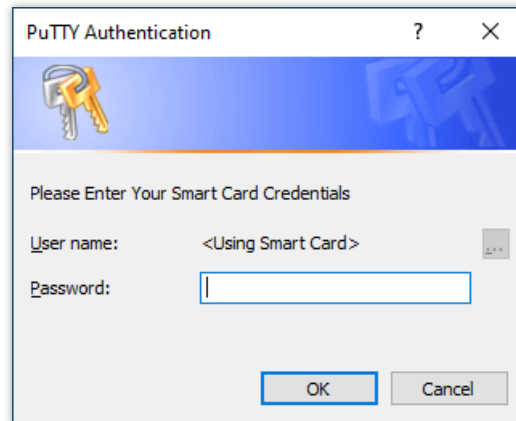 PuTTY Authentication ? ×
Please Enter Your Smart Card Credentials
User name: <Using Smart Card> ...
Password:
OK Cancel